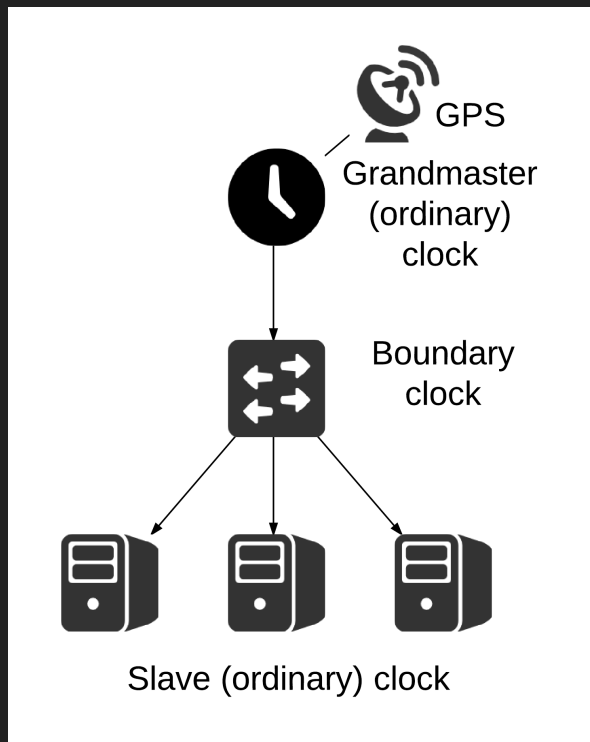 GPS
Grandmaster
(ordinary)
clock
Boundary
clock
Slave (ordinary) clock